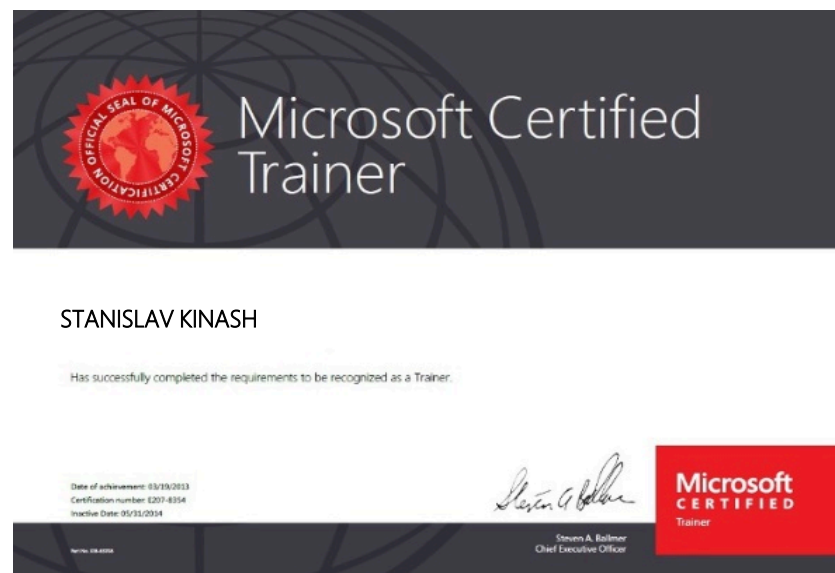 OFFICIAL SEAL OF MICROSOFT CERTIFICATION
Microsoft Certified
Trainer
STANISLAV KINASH
Has successfully completed the requirements to be recognized as a Trainer.
Date of achievement: 03/19/2013
Certification number: E207-8354
Inactive Date: 05/31/2014
Steven A. Ballmer
Chief Executive Officer
Microsoft
CERTIFIED
Trainer
Part No.